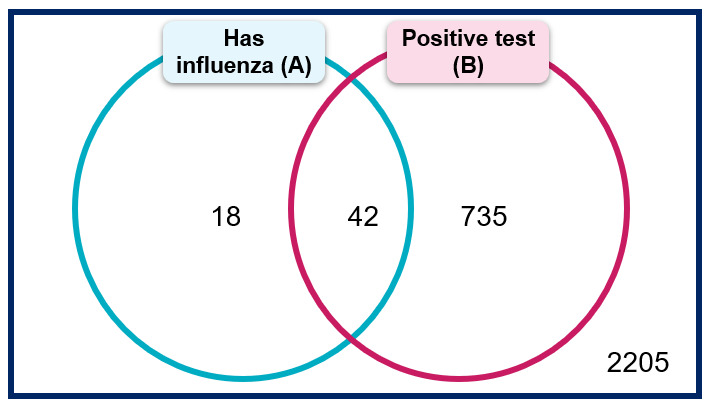 Has
influenza (A)
Positive test
(B)
18
42
735
2205